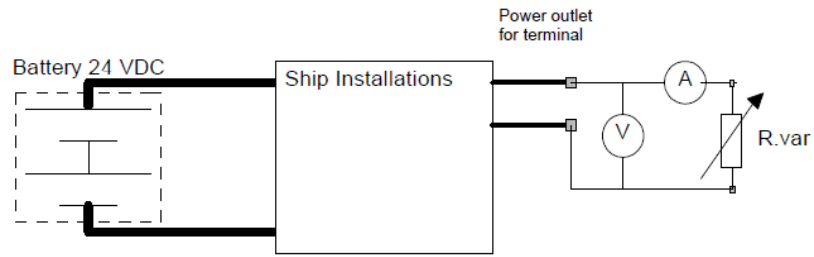 Power outlet
for terminal
Battery 24 VDC
Ship Installations
A
V
R.var